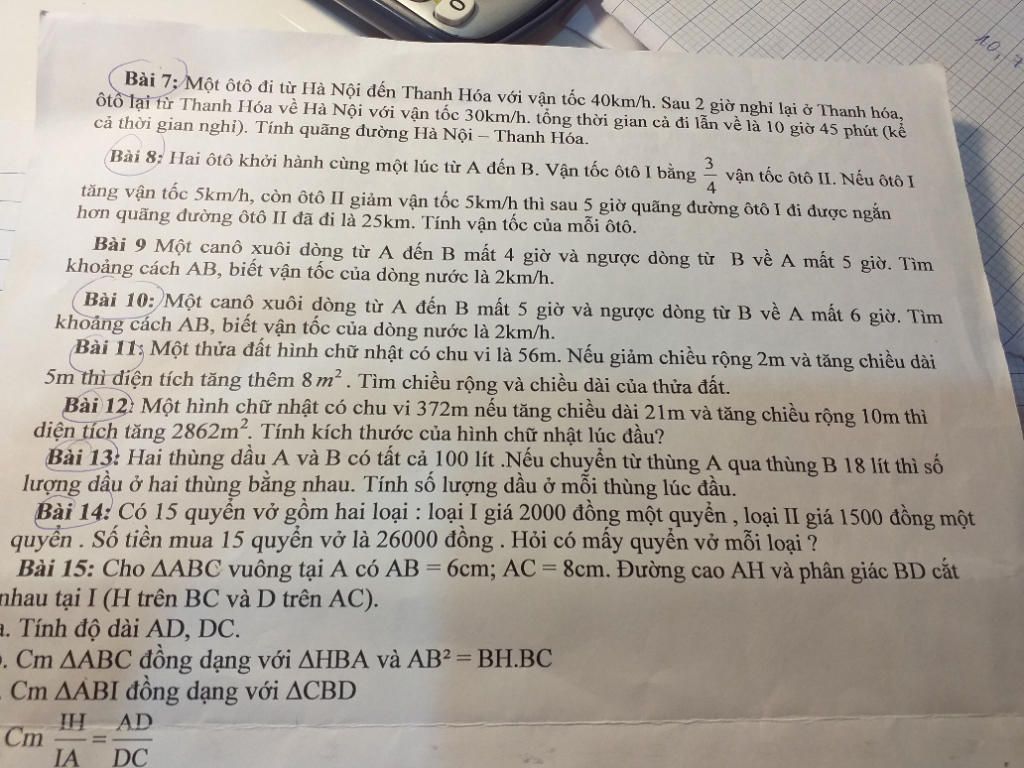 10,
Bài 7: Một ôtô đi từ Hà Nội đến Thanh Hóa với vận tốc 40km/h. Sau 2 giờ nghỉ lại ở Thanh hóa,
ôtô lại từ Thanh Hóa về Hà Nội với vận tốc 30km/h. tổng thời gian cả đi lẫn về là 10 giờ 45 phút (kể
cả thời gian nghỉ). Tính quãng đường Hà Nội – Thanh Hóa.
Bài 8: Hai ôtô khởi hành cùng một lúc từ A đến B. Vận tốc ôtô I bằng 3/4 vận tốc ôtô II. Nếu ôtô I
tăng vận tốc 5km/h, còn ôtô II giảm vận tốc 5km/h thì sau 5 giờ quãng đường ôtô I đi được ngắn
hơn quãng đường ôtô II đã đi là 25km. Tính vận tốc của mỗi ôtô.
Bài 9 Một canô xuôi dòng từ A đến B mất 4 giờ và ngược dòng từ B về A mất 5 giờ. Tìm
khoảng cách AB, biết vận tốc của dòng nước là 2km/h.
Bài 10: Một canô xuôi dòng từ A đến B mất 5 giờ và ngược dòng từ B về A mất 6 giờ. Tìm
khoảng cách AB, biết vận tốc của dòng nước là 2km/h.
Bài 11: Một thửa đất hình chữ nhật có chu vi là 56m. Nếu giảm chiều rộng 2m và tăng chiều dài
5m thì diện tích tăng thêm 8m². Tìm chiều rộng và chiều dài của thửa đất.
Bài 12: Một hình chữ nhật có chu vi 372m nếu tăng chiều dài 21m và tăng chiều rộng 10m thì
diện tích tăng 2862m². Tính kích thước của hình chữ nhật lúc đầu?
Bài 13: Hai thùng dầu A và B có tất cả 100 lít .Nếu chuyển từ thùng A qua thùng B 18 lít thì số
lượng dầu ở hai thùng bằng nhau. Tính số lượng dầu ở mỗi thùng lúc đầu.
Bài 14: Có 15 quyển vở gồm hai loại : loại I giá 2000 đồng một quyển , loại II giá 1500 đồng một
quyển . Số tiền mua 15 quyển vở là 26000 đồng . Hỏi có mấy quyển vở mỗi loại ?
Bài 15: Cho ΔABC vuông tại A có AB = 6cm; AC = 8cm. Đường cao AH và phân giác BD cắt
nhau tại I (H trên BC và D trên AC).
a. Tính độ dài AD, DC.
. Cm ΔABC đồng dạng với ΔHBA và AB² = BH.BC
. Cm ΔABI đồng dạng với ΔCBD
Cm IH/IA = AD/DC